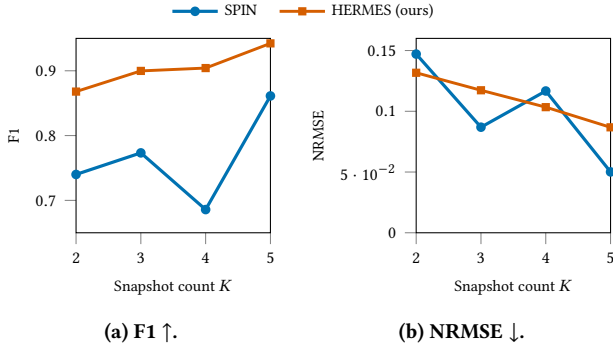 SPIN HERMES (ours)
0.9
0.8
0.7
F1
2 3 4 5
Snapshot count K
(a) F1 ↑.
0.15
0.1
5 · 10⁻²
0
NRMSE
2 3 4 5
Snapshot count K
(b) NRMSE ↓.